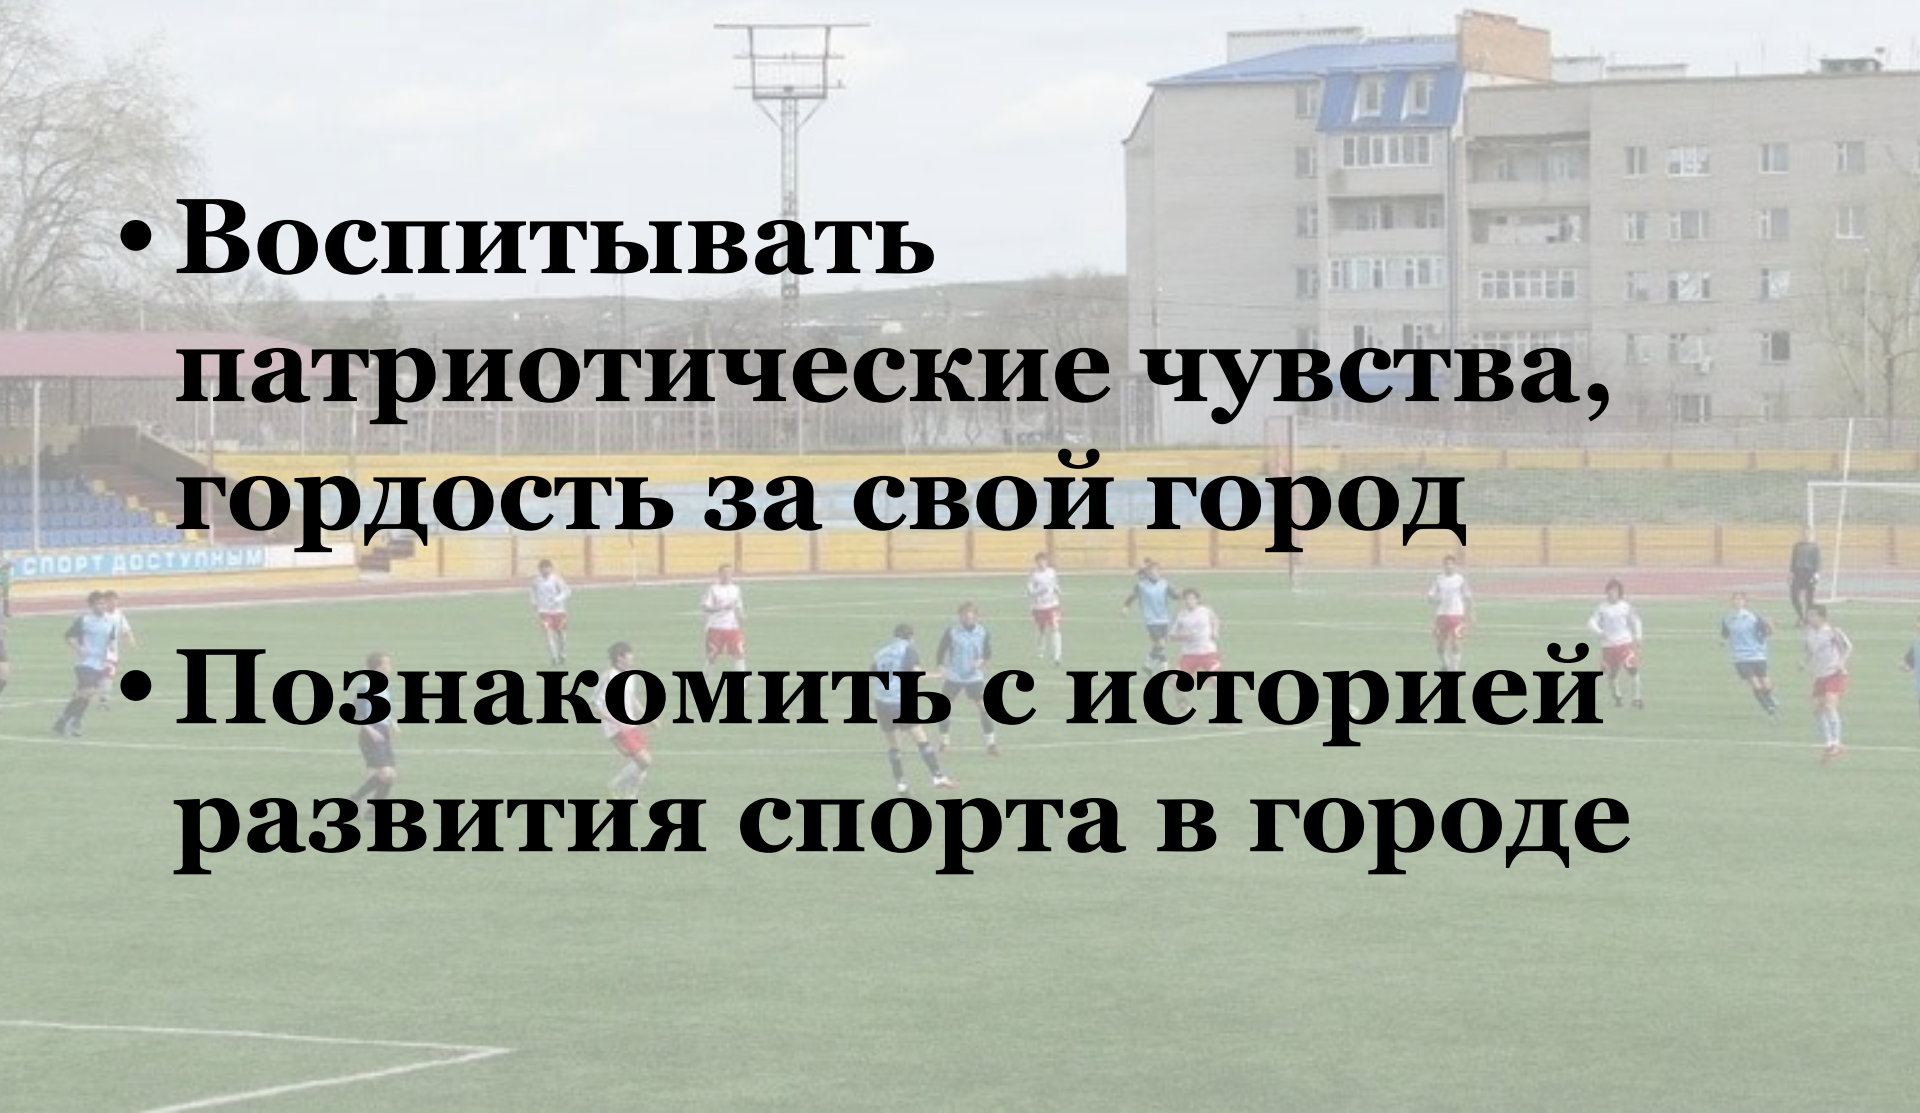 • Воспитывать
патриотические чувства,
гордость за свой город
СПОРТ ДОСТУПНЫМ
• Познакомить с историей
развития спорта в городе